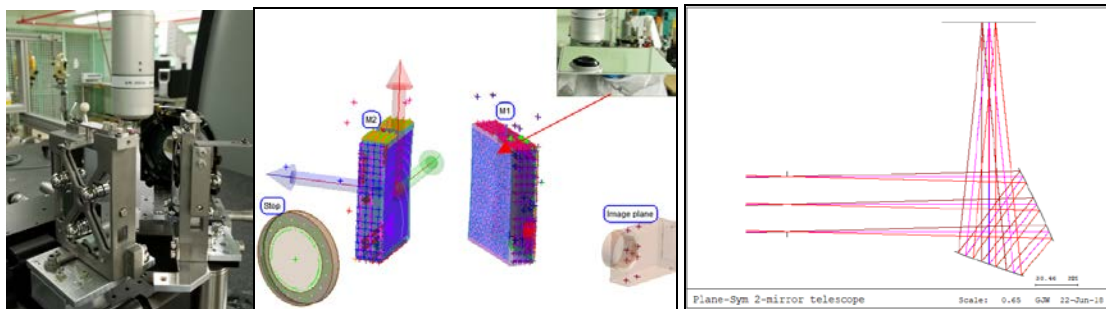 M2
M1
Stop
Image plane
Plane-Sym 2-mirror telescope
Scale: 0.65
GJW 22-Jun-18